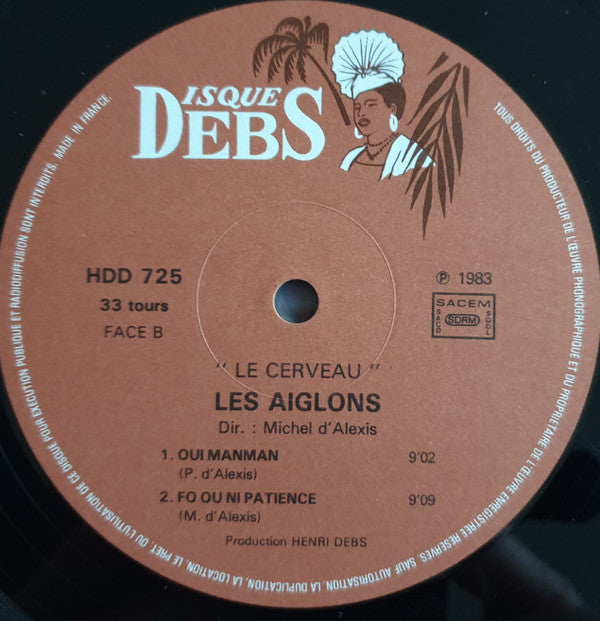 DISQUE
DEBS
HDD 725
33 tours
FACE B
℗ 1983
SACEM
SACD
SDRM
SGDL
" LE CERVEAU "
LES AIGLONS
Dir. : Michel d'Alexis
1. OUI MANMAN 9'02
(P. d'Alexis)
2. FO OU NI PATIENCE 9'09
(M. d'Alexis)
Production HENRI DEBS
TOUS DROITS DU PRODUCTEUR DE L'ŒUVRE PHONOGRAPHIQUE ET DU PROPRIETAIRE DE L'ŒUVRE ENREGISTREE RESERVES. SAUF AUTORISATION, LA DUPLICATION, LA LOCATION, LE PRET, OU L'UTILISATION DE CE DISQUE POUR EXECUTION PUBLIQUE ET RADIODIFFUSION SONT INTERDITS. MADE IN FRANCE.